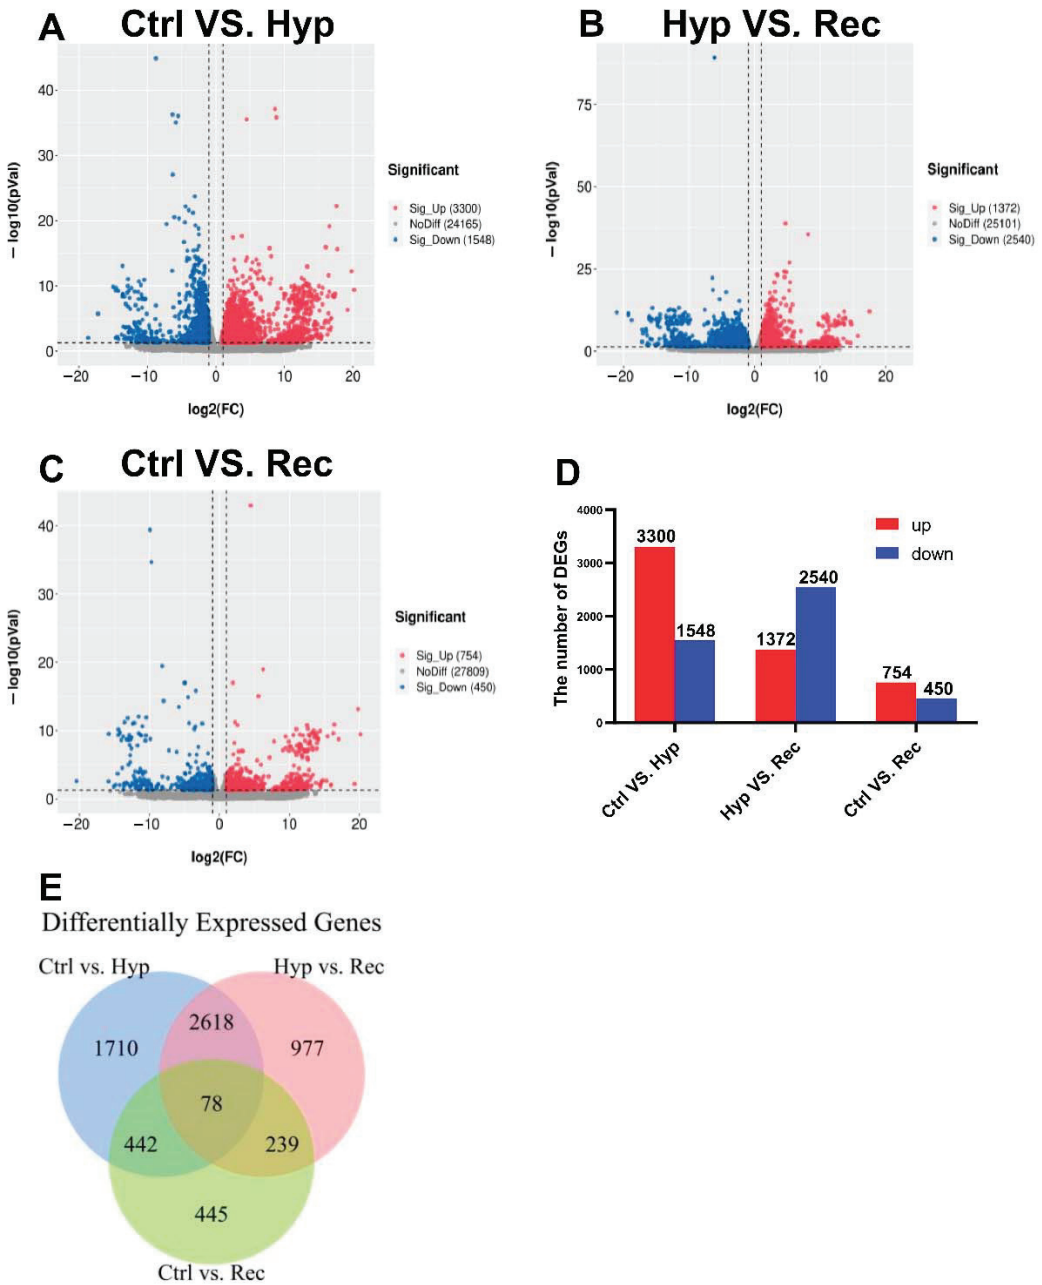 A
Ctrl VS. Hyp
− log10(pVal)
40
30
20
10
0
−20
−10
0
10
20
log2(FC)
Significant
Sig_Up (3300)
NoDiff (24165)
Sig_Down (1548)
B
Hyp VS. Rec
− log10(pVal)
75
50
25
0
−20
−10
0
10
20
log2(FC)
Significant
Sig_Up (1372)
NoDiff (25101)
Sig_Down (2540)
C
Ctrl VS. Rec
−log10(pVal)
40
30
20
10
0
−20
−10
0
10
20
log2(FC)
Significant
Sig_Up (754)
NoDiff (27809)
Sig_Down (450)
D
The number of DEGs
4000
3000
2000
1000
0
up
down
3300
1548
1372
2540
754
450
Ctrl VS. Hyp
Hyp VS. Rec
Ctrl VS. Rec
E
Differentially Expressed Genes
Ctrl vs. Hyp
Hyp vs. Rec
2618
1710
977
78
442
239
445
Ctrl vs. Rec